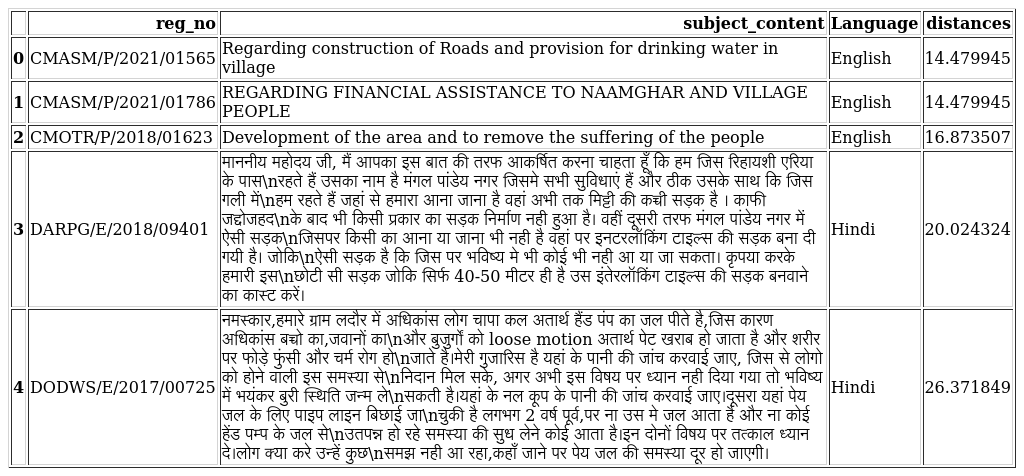 reg_no subject_content Language distances
0 CMASM/P/2021/01565 Regarding construction of Roads and provision for drinking water in
village English 14.479945
1 CMASM/P/2021/01786 REGARDING FINANCIAL ASSISTANCE TO NAAMGHAR AND VILLAGE
PEOPLE English 14.479945
2 CMOTR/P/2018/01623 Development of the area and to remove the suffering of the people English 16.873507
माननीय महोदय जी, मैं आपका इस बात की तरफ आकर्षित करना चाहता हूँ कि हम जिस रिहायशी एरिया
के पास\nरहते हैं उसका नाम है मंगल पांडेय नगर जिसमे सभी सुविधाएं हैं और ठीक उसके साथ कि जिस
गली में\nहम रहते हैं जहां से हमारा आना जाना है वहां अभी तक मिट्टी की कच्ची सड़क है । काफी
जद्दोजहद\nके बाद भी किसी प्रकार का सड़क निर्माण नही हुआ है। वहीं दूसरी तरफ मंगल पांडेय नगर में
3 DARPG/E/2018/09401 ऐसी सड़क\nजिसपर किसी का आना या जाना भी नही है वहां पर इनटरलॉकिंग टाइल्स की सड़क बना दी Hindi 20.024324
गयी है। जोकि\nऐसी सड़क है कि जिस पर भविष्य मे भी कोई भी नही आ या जा सकता। कृपया करके
हमारी इस\nछोटी सी सड़क जोकि सिर्फ 40-50 मीटर ही है उस इंतेरलॉकिंग टाइल्स की सड़क बनवाने
का कास्ट करें।
नमस्कार,हमारे ग्राम लदौर में अधिकांस लोग चापा कल अतार्थ हैंड पंप का जल पीते है,जिस कारण
अधिकांस बच्चो का,जवानों का\nऔर बुजुर्गों को loose motion अतार्थ पेट खराब हो जाता है और शरीर
पर फोड़े फुंसी और चर्म रोग हो\nजाते है।मेरी गुजारिस है यहां के पानी की जांच करवाई जाए, जिस से लोगो
को होने वाली इस समस्या से\nनिदान मिल सके, अगर अभी इस विषय पर ध्यान नही दिया गया तो भविष्य
4 DODWS/E/2017/00725 में भयंकर बुरी स्थिति जन्म ले\nसकती है।यहां के नल कूप के पानी की जांच करवाई जाए।दूसरा यहां पेय Hindi 26.371849
जल के लिए पाइप लाइन बिछाई जा\nचुकी है लगभग 2 वर्ष पूर्व,पर ना उस मे जल आता है और ना कोई
हेंड पम्प के जल से\nउतपन्न हो रहे समस्या की सुध लेने कोई आता है।इन दोनों विषय पर तत्काल ध्यान
दे।लोग क्या करे उन्हें कुछ\nसमझ नही आ रहा,कहाँ जाने पर पेय जल की समस्या दूर हो जाएगी।